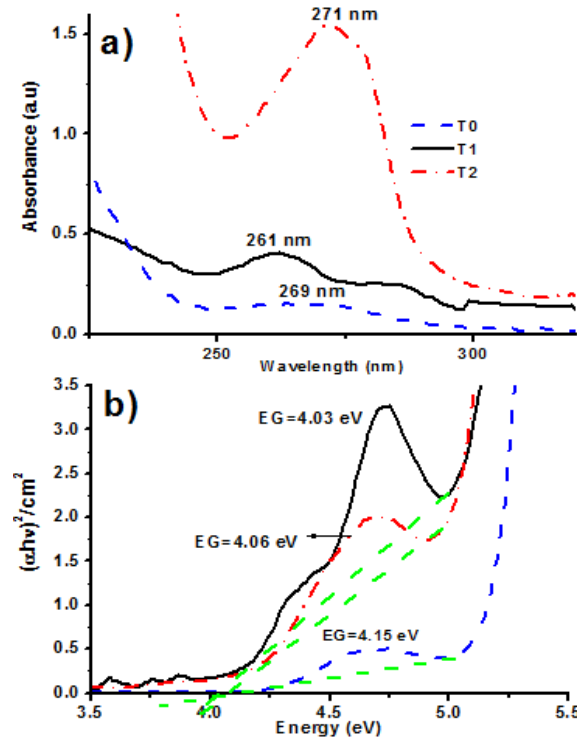 271 nm
a)
1.5
T0
T1
T2
1.0
Absorbance (a.u)
0.5
261 nm
269 nm
0.0
250
300
Wavelength (nm)
b)
3.5
EG=4.03 eV
3.0
2.5
(αhν)²/cm²
2.0
EG=4.06 eV
1.5
1.0
EG=4.15 eV
0.5
0.0
3.5
4.0
4.5
5.0
5.5
Energy (eV)